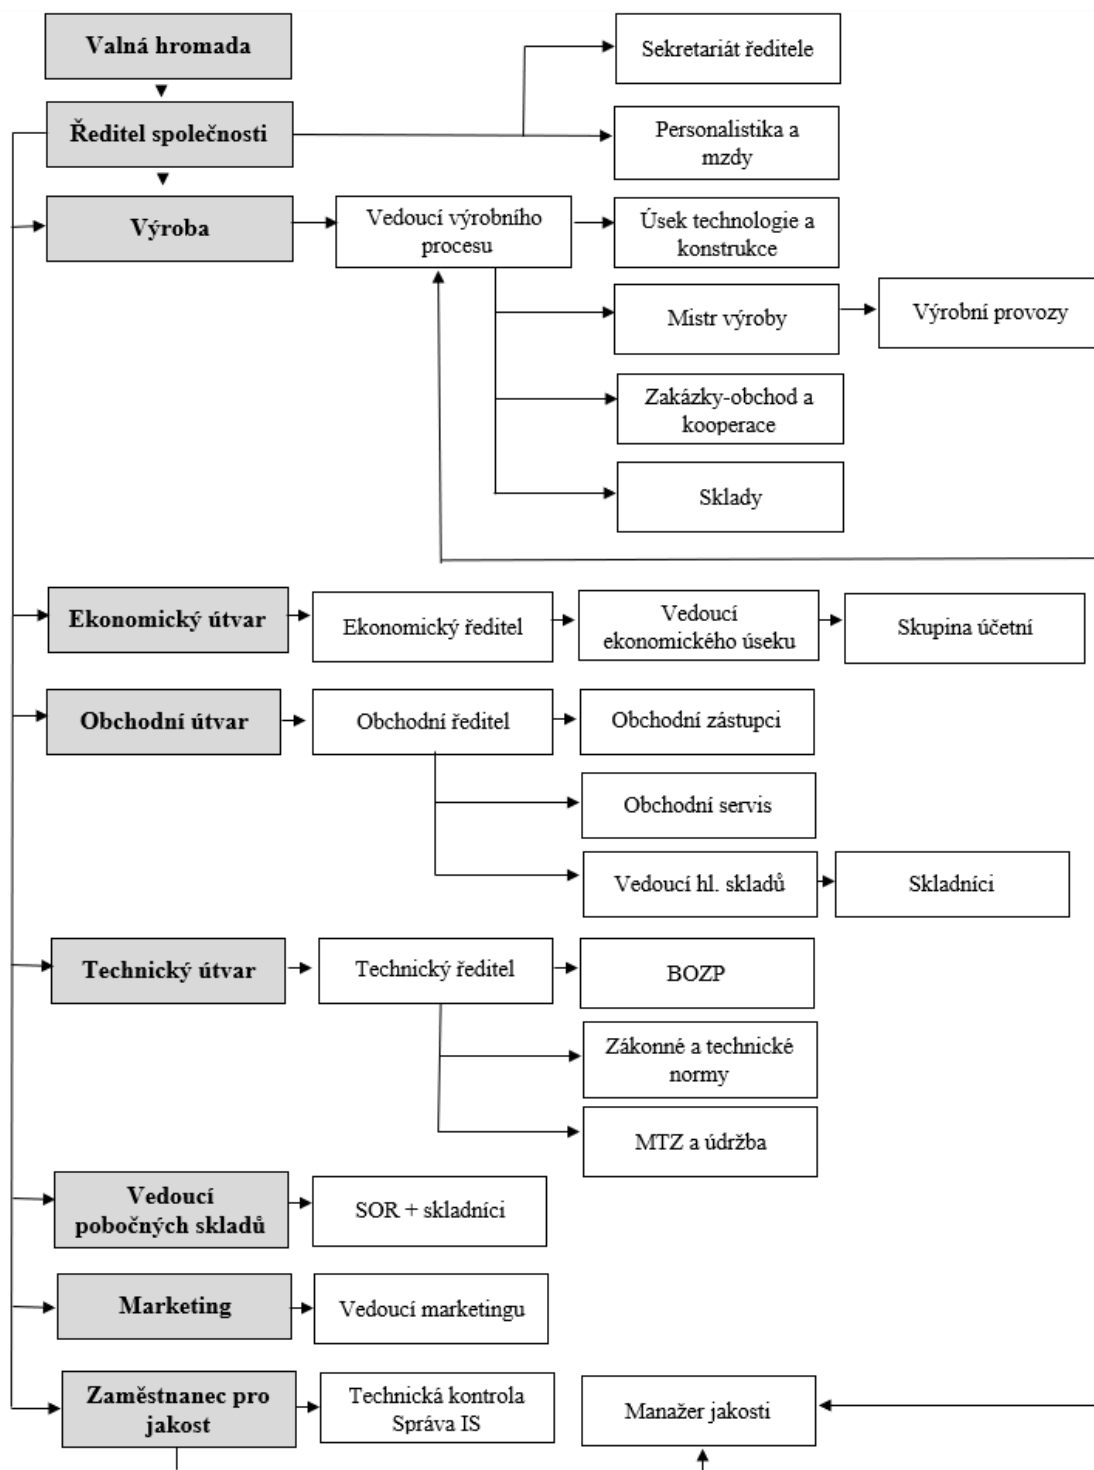 Valná hromada
Sekretariát ředitele
Ředitel společnosti
Personalistika a
mzdy
Výroba
Vedoucí výrobního
procesu
Úsek technologie a
konstrukce
Mistr výroby
Výrobní provozy
Zakázky-obchod a
kooperace
Sklady
Ekonomický útvar
Ekonomický ředitel
Vedoucí
ekonomického úseku
Skupina účetní
Obchodní útvar
Obchodní ředitel
Obchodní zástupci
Obchodní servis
Vedoucí hl. skladů
Skladníci
Technický útvar
Technický ředitel
BOZP
Zákonné a technické
normy
MTZ a údržba
Vedoucí
pobočných skladů
SOR + skladníci
Marketing
Vedoucí marketingu
Zaměstnanec pro
jakost
Technická kontrola
Správa IS
Manažer jakosti